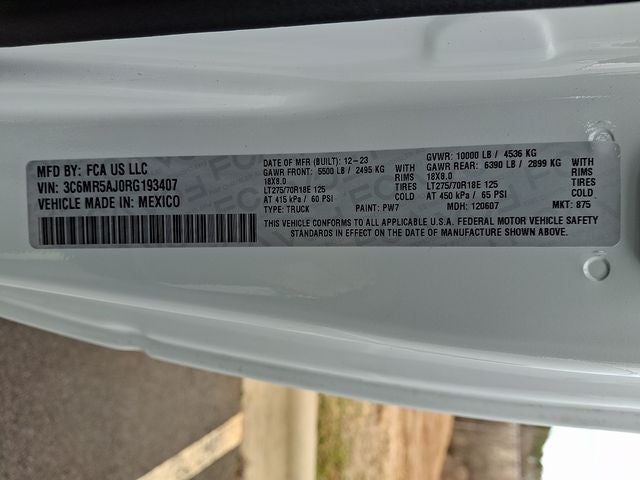 MFD BY: FCA US LLC
VIN: 3C6MR5AJ0RG193407
VEHICLE MADE IN: MEXICO
DATE OF MFR (BUILT): 12-23
GAWR FRONT: 5500 LB / 2495 KG WITH
18X8.0 RIMS
LT275/70R18E 125 TIRES
AT 415 kPa / 60 PSI COLD
TYPE: TRUCK PAINT: PW7
GVWR: 10000 LB / 4536 KG
GAWR REAR: 6390 LB / 2899 KG WITH
18X8.0 RIMS
LT275/70R18E 125 TIRES
AT 450 kPa / 65 PSI COLD
MDH: 120607 MKT: 875
THIS VEHICLE CONFORMS TO ALL APPLICABLE U.S.A. FEDERAL MOTOR VEHICLE SAFETY
STANDARDS IN EFFECT ON THE DATE OF MANUFACTURE SHOWN ABOVE.